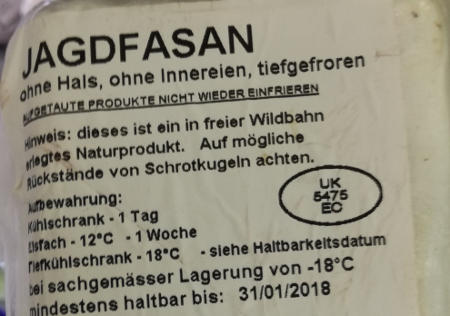 JAGDFASAN
ohne Hals, ohne Innereien, tiefgefroren
AUFGETAUTE PRODUKTE NICHT WIEDER EINFRIEREN
Hinweis: dieses ist ein in freier Wildbahn
erlegtes Naturprodukt. Auf mögliche
Rückstände von Schrotkugeln achten.
UK
5475
EC
Aufbewahrung:
Kühlschrank - 1 Tag
Eisfach - 12°C - 1 Woche
Tiefkühlschrank - 18°C - siehe Haltbarkeitsdatum
bei sachgemässer Lagerung von -18°C
mindestens haltbar bis: 31/01/2018